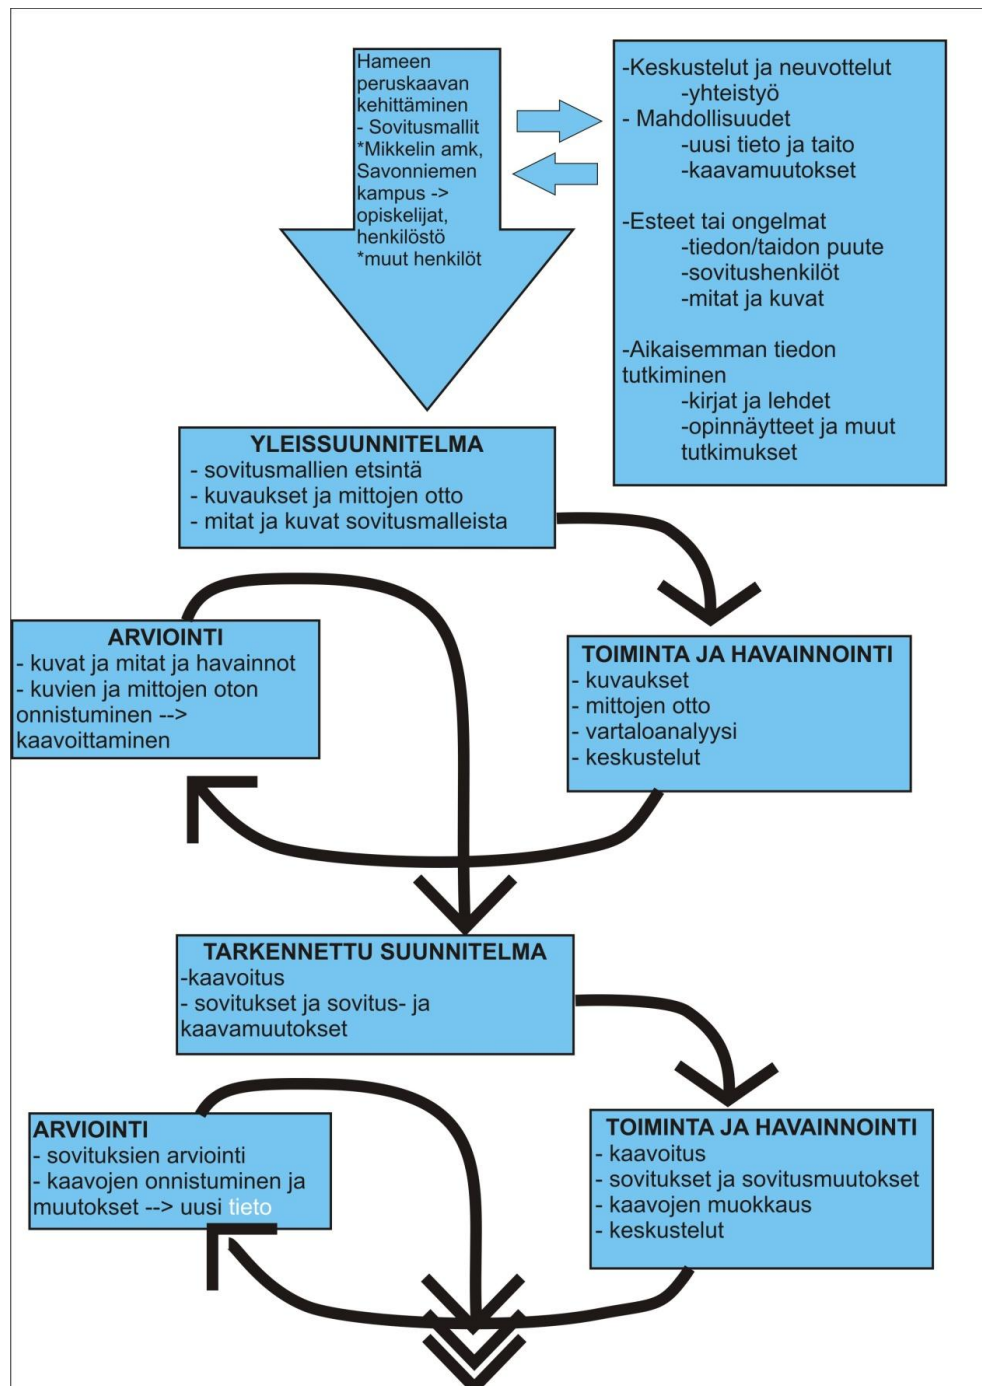 Hameen
peruskaavan
kehittäminen
- Sovitusmallit
*Mikkelin amk,
Savonniemen
kampus ->
opiskelijat,
henkilöstö
*muut henkilöt
-Keskustelut ja neuvottelut
-yhteistyö
- Mahdollisuudet
-uusi tieto ja taito
-kaavamuutokset
-Esteet tai ongelmat
-tiedon/taidon puute
-sovitushenkilöt
-mitat ja kuvat
-Aikaisemman tiedon
tutkiminen
-kirjat ja lehdet
-opinnäytteet ja muut
tutkimukset
YLEISSUUNNITELMA
- sovitusmallien etsintä
- kuvaukset ja mittojen otto
- mitat ja kuvat sovitusmalleista
ARVIOINTI
- kuvat ja mitat ja havainnot
- kuvien ja mittojen oton
onnistuminen -->
kaavoittaminen
TOIMINTA JA HAVAINNOINTI
- kuvaukset
- mittojen otto
- vartaloanalyysi
- keskustelut
TARKENNETTU SUUNNITELMA
-kaavoitus
- sovitukset ja sovitus- ja
kaavamuutokset
ARVIOINTI
- sovituksien arviointi
- kaavojen onnistuminen ja
muutokset --> uusi tieto
TOIMINTA JA HAVAINNOINTI
- kaavoitus
- sovitukset ja sovitusmuutokset
- kaavojen muokkaus
- keskustelut